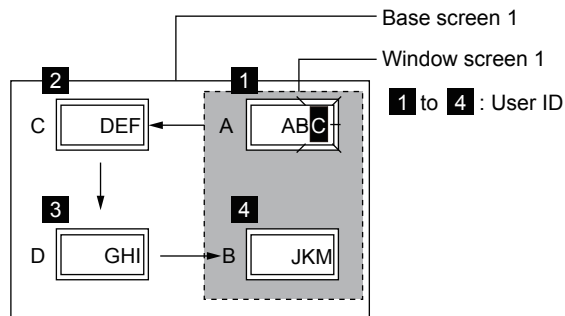 Base screen 1
Window screen 1
1 to 4 : User ID
2
1
C
DEF
A
ABC
3
4
D
GHI
B
JKM